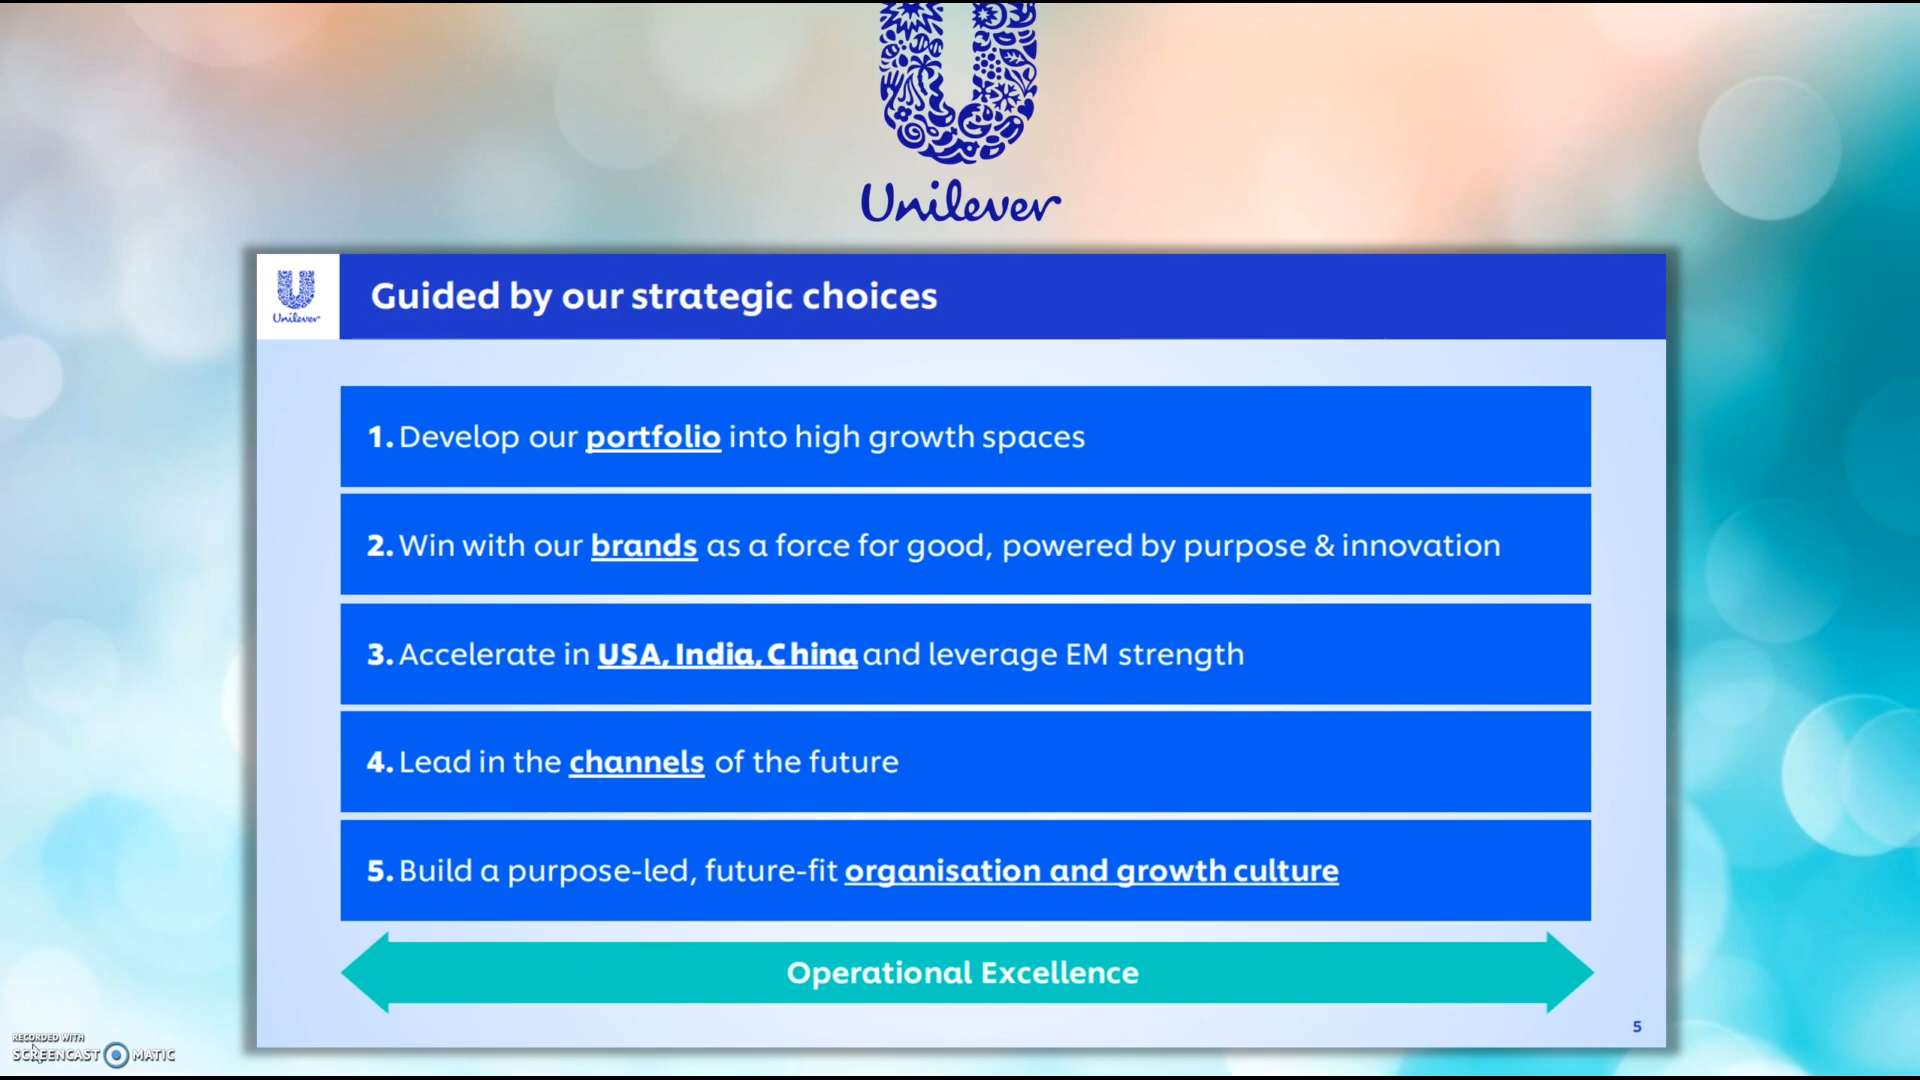 Unilever
Unilever
Guided by our strategic choices
1. Develop our portfolio into high growth spaces
2. Win with our brands as a force for good, powered by purpose & innovation
3. Accelerate in USA, India, China and leverage EM strength
4. Lead in the channels of the future
5. Build a purpose-led, future-fit organisation and growth culture
Operational Excellence
5
RECORDED WITH
SCREENCAST MATIC